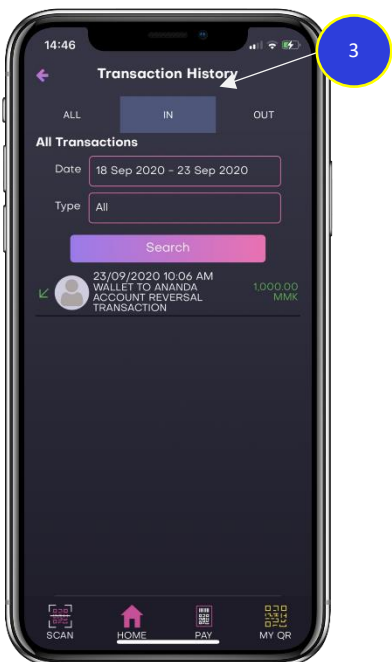 14:46
3
Transaction History
ALL IN OUT
All Transactions
Date 18 Sep 2020 - 23 Sep 2020
Type All
Search
23/09/2020 10:06 AM
WALLET TO ANANDA
ACCOUNT REVERSAL
TRANSACTION
1,000.00
MMK
SCAN HOME PAY MY QR